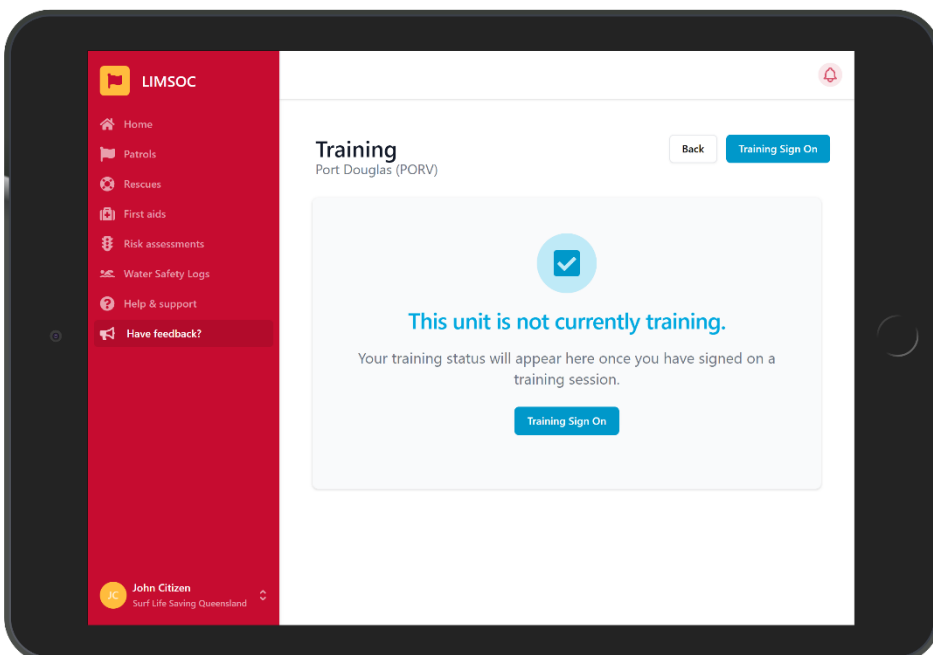 LIMSOC
Home
Patrols
Rescues
First aids
Risk assessments
Water Safety Logs
Help & support
Have feedback?
JC
John Citizen
Surf Life Saving Queensland
Training
Port Douglas (PORV)
Back
Training Sign On
This unit is not currently training.
Your training status will appear here once you have signed on a
training session.
Training Sign On